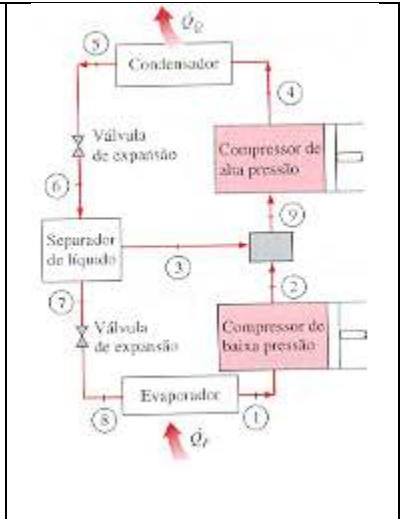 Q̇Q
5
Condensador
4
Válvula
de expansão
Compressor de
alta pressão
6
9
Separador
de líquido
3
2
7
Válvula
de expansão
Compressor de
baixa pressão
Evaporador
8
1
Q̇F